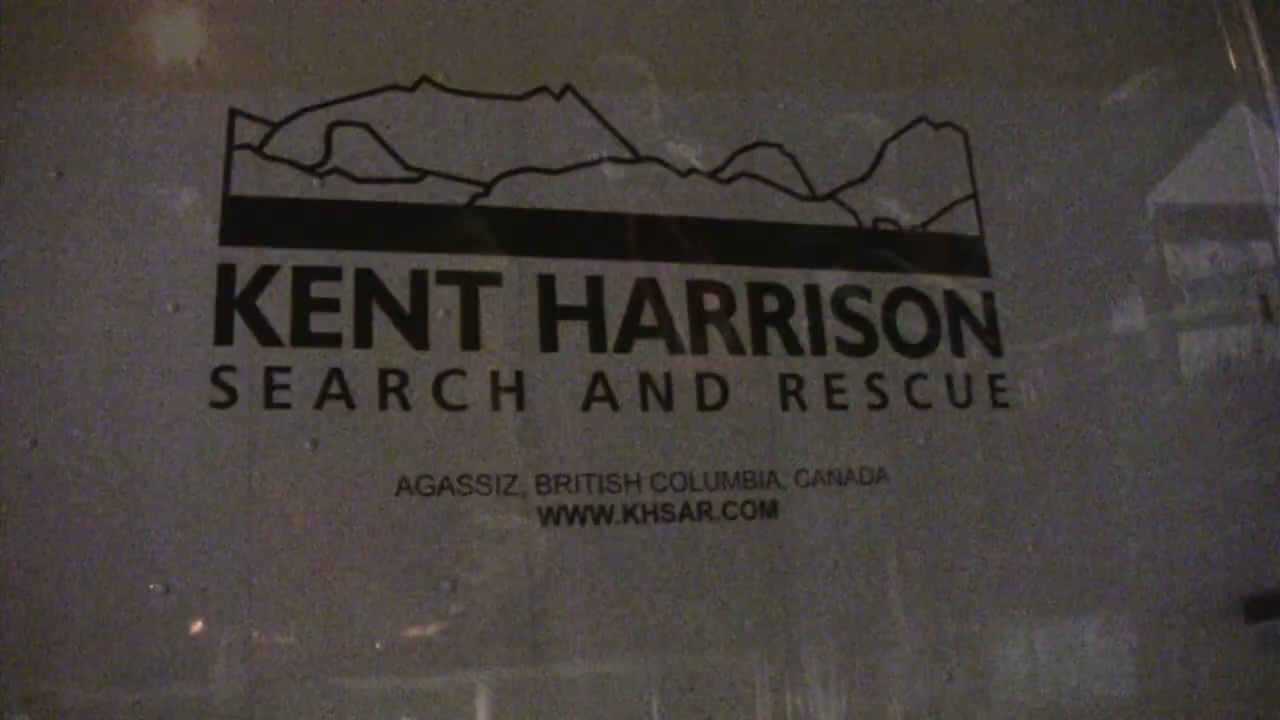 KENT HARRISON
SEARCH AND RESCUE
AGASSIZ, BRITISH COLUMBIA, CANADA
WWW.KHSAR.COM